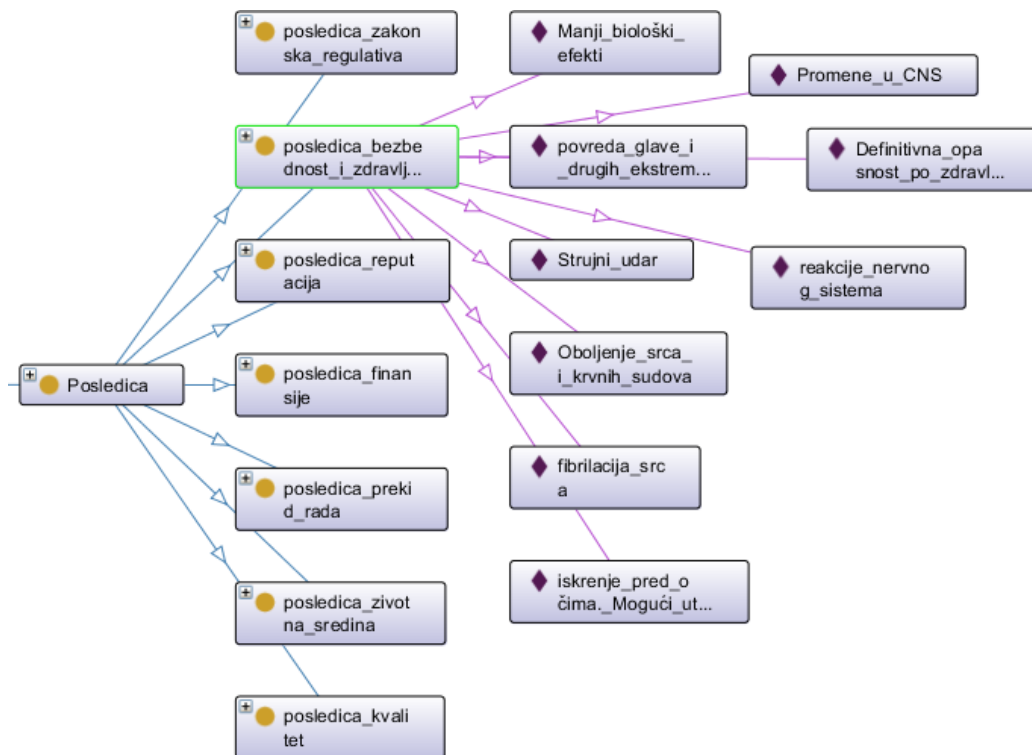 posledica_zakon
ska_regulativa
Manji_biološki_
efekti
Promene_u_CNS
posledica_bezbe
dnost_i_zdravlj...
povreda_glave_i
_drugih_ekstrem...
Definitivna_opa
snost_po_zdravl...
posledica_reput
acija
Strujni_udar
reakcije_nervno
g_sistema
Posledica
posledica_finan
sije
Oboljenje_srca_
i_krvnih_sudova
posledica_preki
d_rada
fibrilacija_src
a
posledica_zivot
na_sredina
iskrenje_pred_o
čima._Mogući_ut...
posledica_kvali
tet